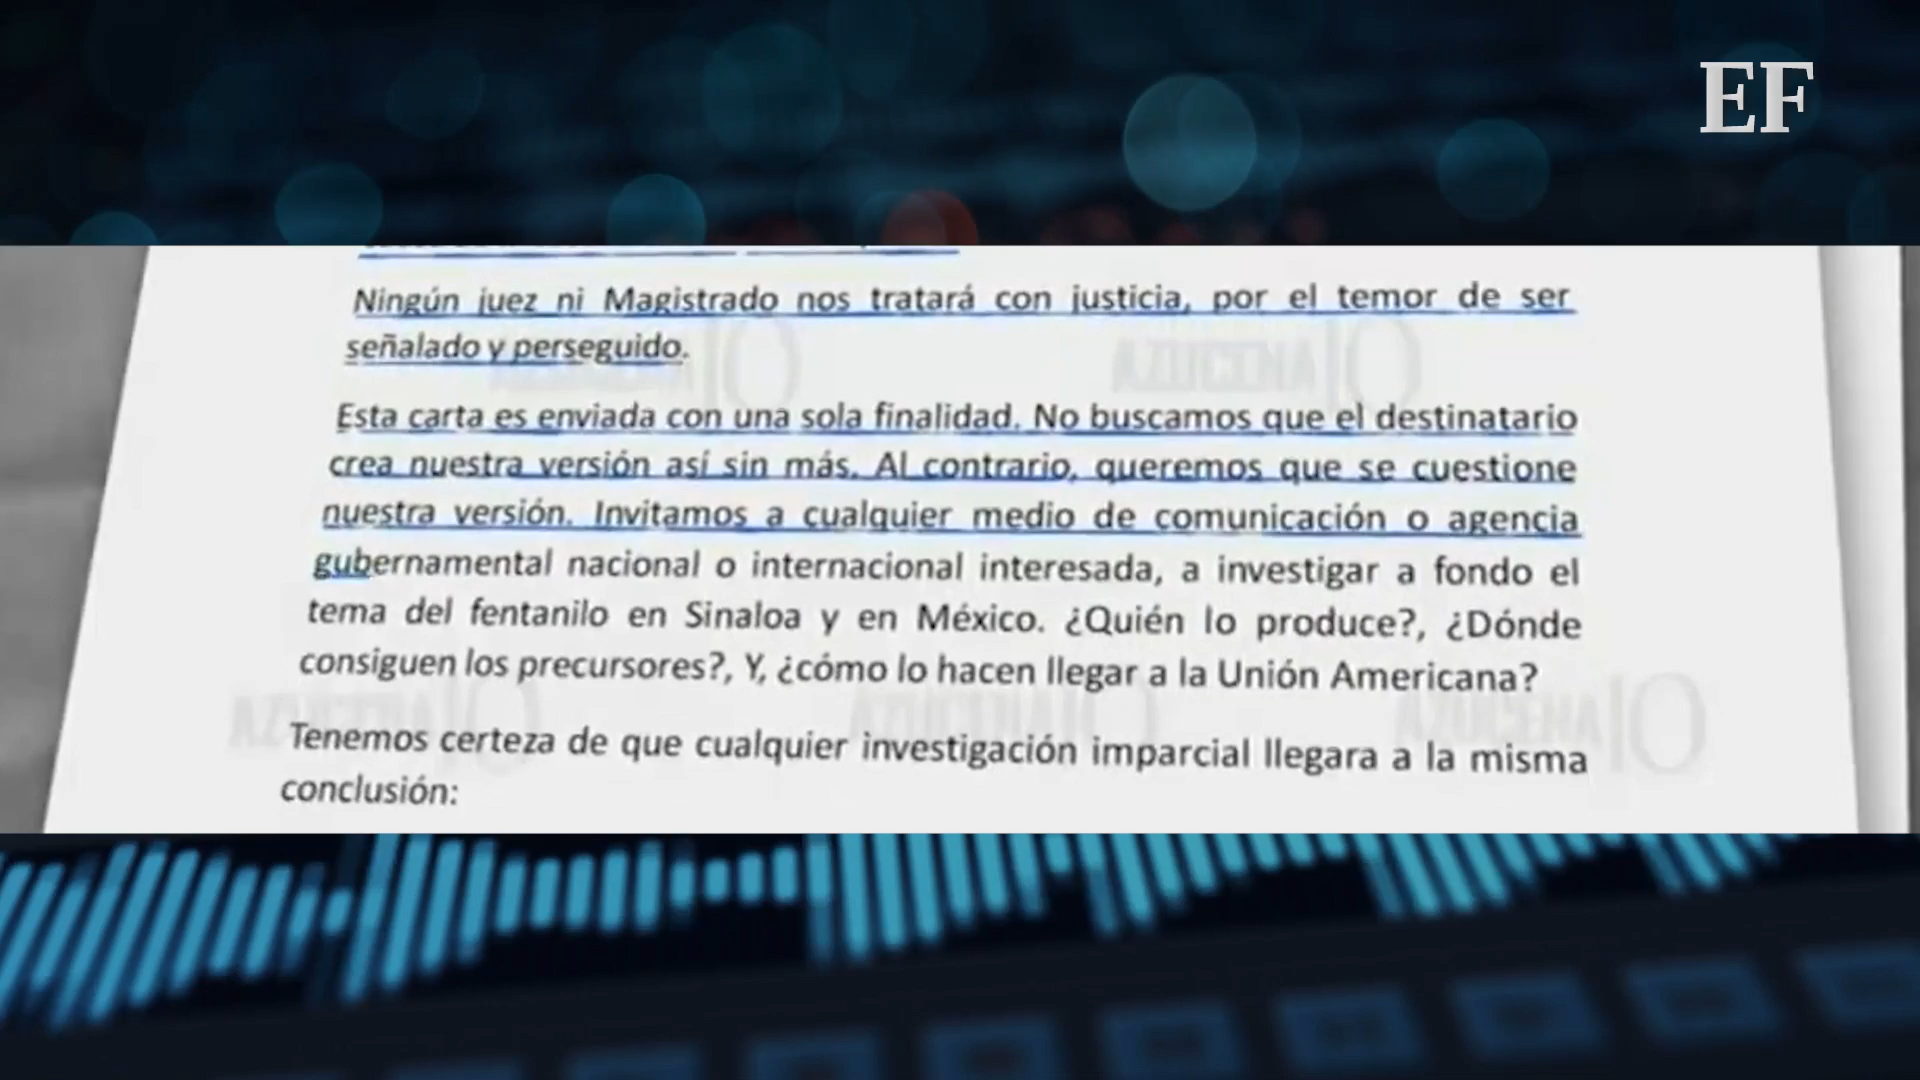 EF
Ningún juez ni Magistrado nos tratará con justicia, por el temor de ser
señalado y perseguido.
Esta carta es enviada con una sola finalidad. No buscamos que el destinatario
crea nuestra versión así sin más. Al contrario, queremos que se cuestione
nuestra versión. Invitamos a cualquier medio de comunicación o agencia
gubernamental nacional o internacional interesada, a investigar a fondo el
tema del fentanilo en Sinaloa y en México. ¿Quién lo produce?, ¿Dónde
consiguen los precursores?, Y, ¿cómo lo hacen llegar a la Unión Americana?
Tenemos certeza de que cualquier investigación imparcial llegara a la misma
conclusión: